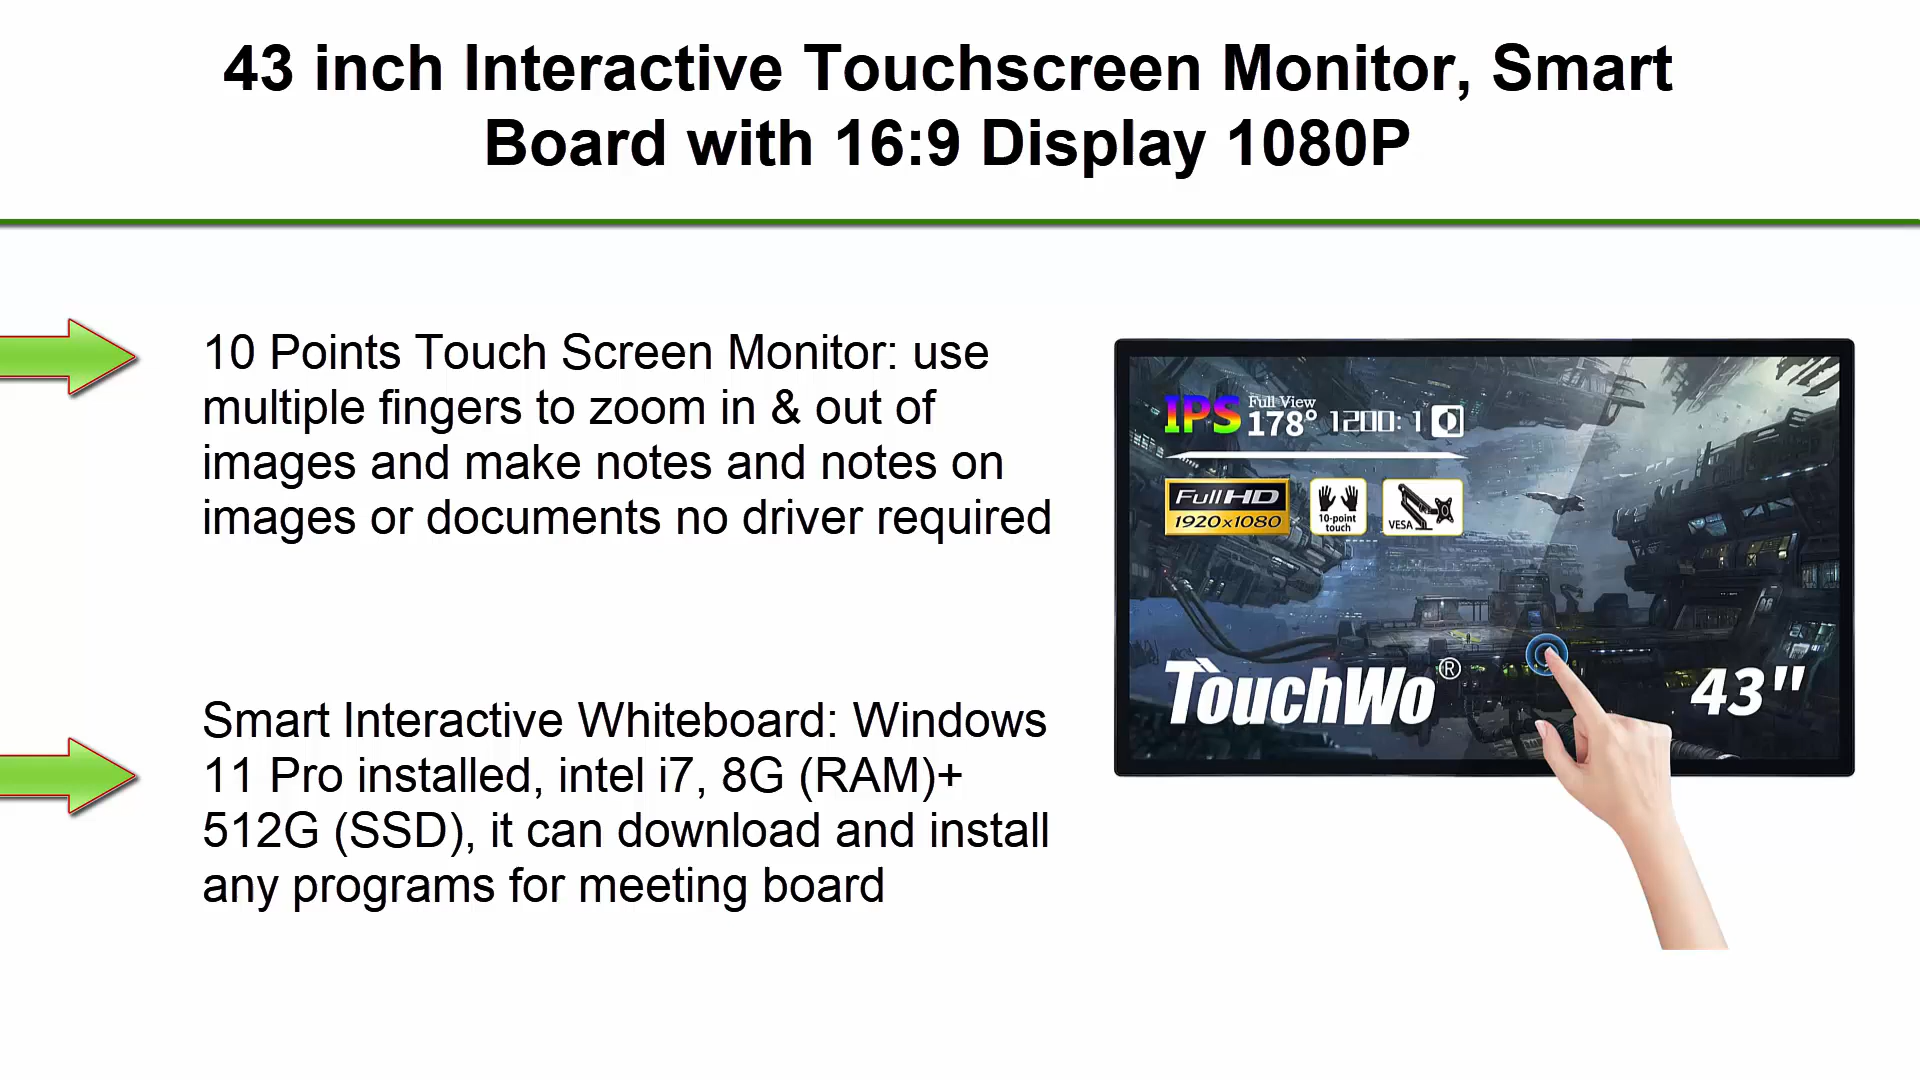 43 inch Interactive Touchscreen Monitor, Smart
Board with 16:9 Display 1080P
10 Points Touch Screen Monitor: use
multiple fingers to zoom in & out of
images and make notes and notes on
images or documents no driver required
Smart Interactive Whiteboard: Windows
11 Pro installed, intel i7, 8G (RAM)+
512G (SSD), it can download and install
any programs for meeting board
IPS Full View 178° 1200:1
Full HD
1920x1080
10-point
touch
VESA
TouchWo®
43"